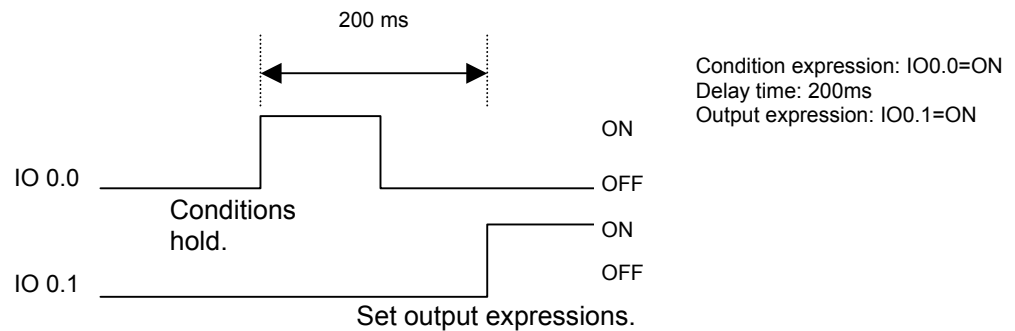 200 ms
Condition expression: IO0.0=ON
Delay time: 200ms
Output expression: IO0.1=ON
ON
IO 0.0
OFF
Conditions
hold.
ON
OFF
IO 0.1
Set output expressions.